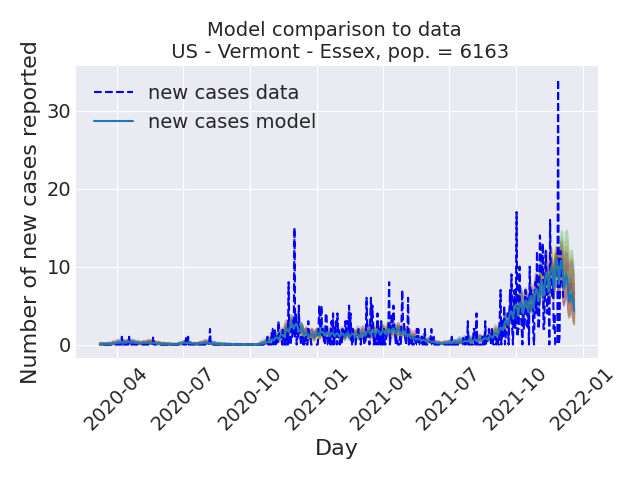 Model comparison to data
US - Vermont - Essex, pop. = 6163
new cases data
new cases model
Number of new cases reported
30
20
10
0
2020-04
2020-07
2020-10
2021-01
2021-04
2021-07
2021-10
2022-01
Day